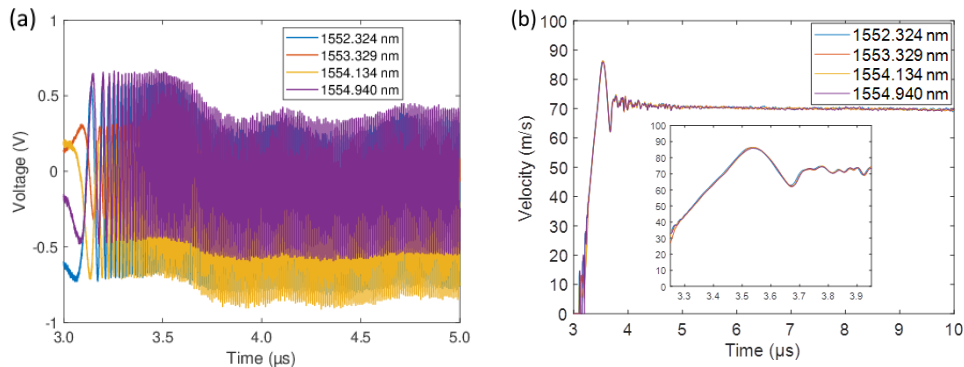 (a)
1
0.5
0
-0.5
-1
Voltage (V)
1552.324 nm
1553.329 nm
1554.134 nm
1554.940 nm
3.0 3.5 4.0 4.5 5.0
Time (µs)
(b)
100
90
80
70
60
50
40
30
20
10
0
Velocity (m/s)
1552.324 nm
1553.329 nm
1554.134 nm
1554.940 nm
100
90
80
70
60
50
40
30
20
10
0
3.3 3.4 3.5 3.6 3.7 3.8 3.9
3 4 5 6 7 8 9 10
Time (µs)